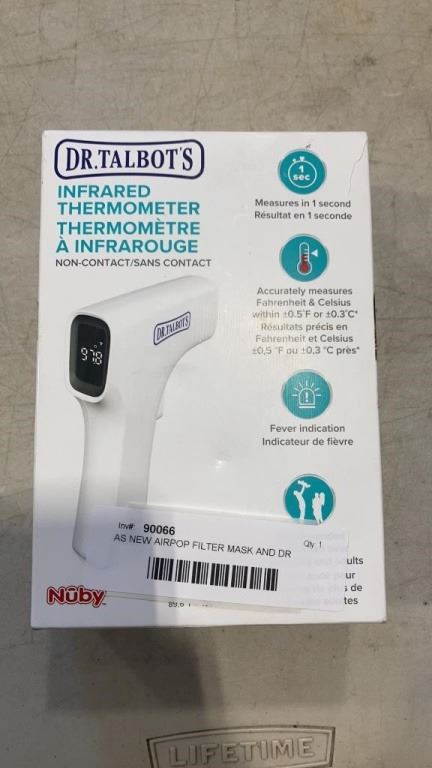 DR. TALBOT'S
INFRARED
THERMOMETER
THERMOMÈTRE
À INFRAROUGE
NON-CONTACT/SANS CONTACT
1
sec
Measures in 1 second
Résultat en 1 seconde
Accurately measures
Fahrenheit & Celsius
within ±0.5°F or ±0.3°C*
Résultats précis en
Fahrenheit et Celsius
±0,5 °F ou ±0,3 °C près*
Fever indication
Indicateur de fièvre
DR. TALBOT'S
97.8
Inv#: 90066
AS NEW AIRPOP FILTER MASK AND DR
Qty: 1
Nûby
LIFETIME